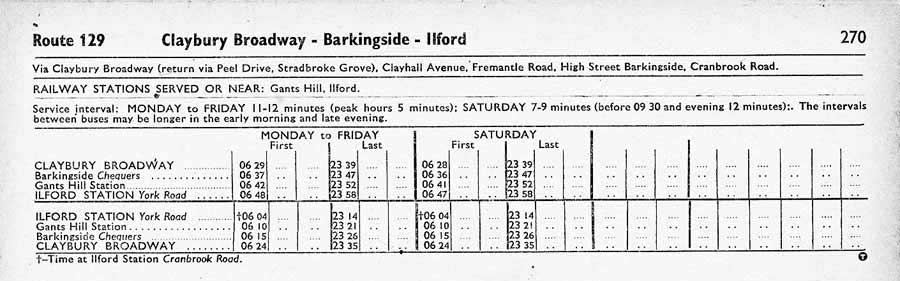 Route 129 Claybury Broadway - Barkingside - Ilford 270
Via Claybury Broadway (return via Peel Drive, Stradbroke Grove), Clayhall Avenue, Fremantle Road, High Street Barkingside, Cranbrook Road.
RAILWAY STATIONS SERVED OR NEAR: Gants Hill, Ilford.
Service interval: MONDAY to FRIDAY 11-12 minutes (peak hours 5 minutes); SATURDAY 7-9 minutes (before 09 30 and evening 12 minutes):. The intervals
between buses may be longer in the early morning and late evening.
MONDAY to FRIDAY SATURDAY
First Last First Last
CLAYBURY BROADWAY .............. 06 29 .... .... 23 39 .... .... 06 28 .... .... 23 39 .... ....
Barkingside Chequers .............. 06 37 .... .... 23 47 .... .... 06 36 .... .... 23 47 .... ....
Gants Hill Station.............. 06 42 .... .... 23 52 .... .... 06 41 .... .... 23 52 .... ....
ILFORD STATION York Road ........ 06 48 .... .... 23 58 .... .... 06 47 .... .... 23 58 .... ....
ILFORD STATION York Road ........ †06 04 .... .... 23 14 .... .... †06 04 .... .... 23 14 .... ....
Gants Hill Station.............. 06 10 .... .... 23 21 .... .... 06 10 .... .... 23 21 .... ....
Barkingside Chequers .............. 06 15 .... .... 23 26 .... .... 06 15 .... .... 23 26 .... ....
CLAYBURY BROADWAY ........ 06 24 .... .... 23 35 .... .... 06 24 .... .... 23 35 .... ....
†-Time at Ilford Station Cranbrook Road. T